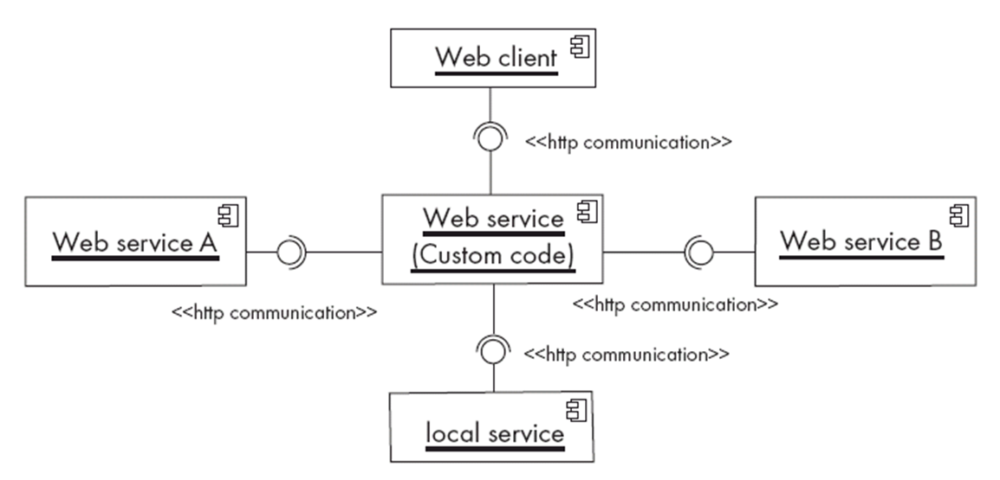 Web client
<<http communication>>
Web service A
Web service
(Custom code)
Web service B
<<http communication>>
<<http communication>>
<<http communication>>
local service